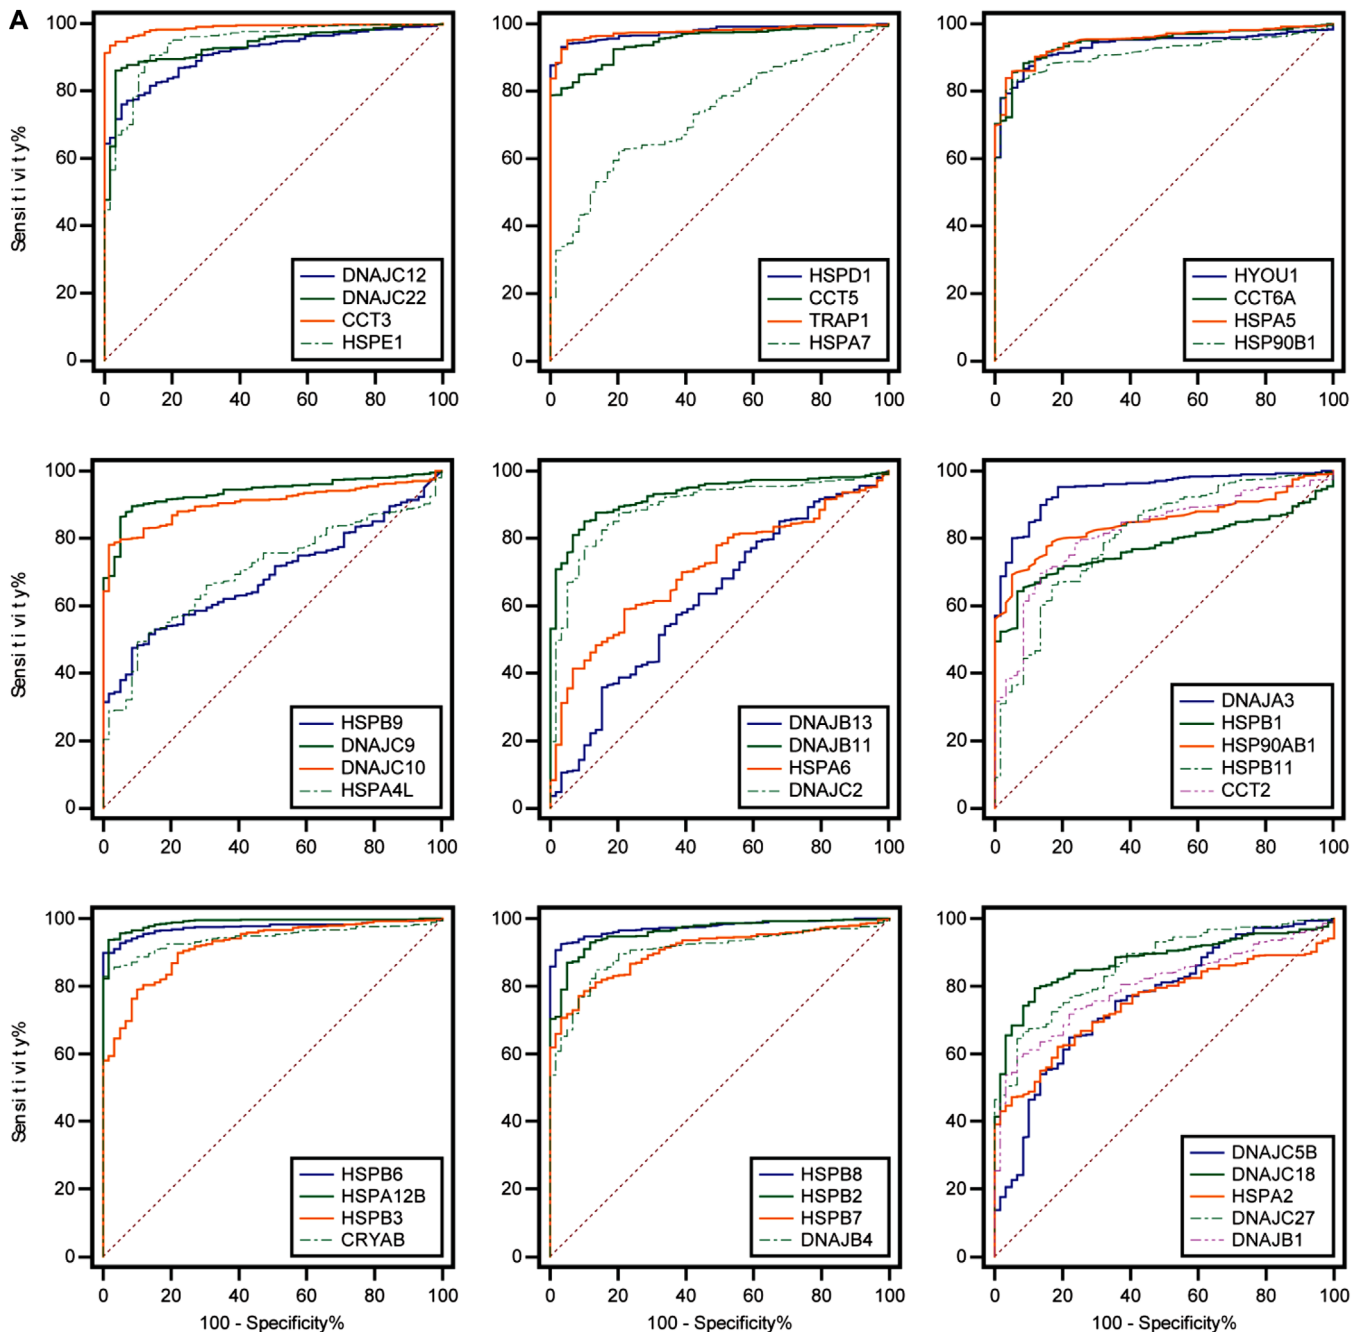 A
100
80
60
40
20
0
Sensitivity%
0 20 40 60 80 100
DNAJC12
DNAJC22
CCT3
HSPE1
100
80
60
40
20
0
0 20 40 60 80 100
HSPD1
CCT5
TRAP1
HSPA7
100
80
60
40
20
0
0 20 40 60 80 100
HYOU1
CCT6A
HSPA5
HSP90B1
100
80
60
40
20
0
Sensitivity%
0 20 40 60 80 100
HSPB9
DNAJC9
DNAJC10
HSPA4L
100
80
60
40
20
0
0 20 40 60 80 100
DNAJB13
DNAJB11
HSPA6
DNAJC2
100
80
60
40
20
0
0 20 40 60 80 100
DNAJA3
HSPB1
HSP90AB1
HSPB11
CCT2
100
80
60
40
20
0
Sensitivity%
0 20 40 60 80 100
100 - Specificity%
HSPB6
HSPA12B
HSPB3
CRYAB
100
80
60
40
20
0
0 20 40 60 80 100
100 - Specificity%
HSPB8
HSPB2
HSPB7
DNAJB4
100
80
60
40
20
0
0 20 40 60 80 100
100 - Specificity%
DNAJC5B
DNAJC18
HSPA2
DNAJC27
DNAJB1